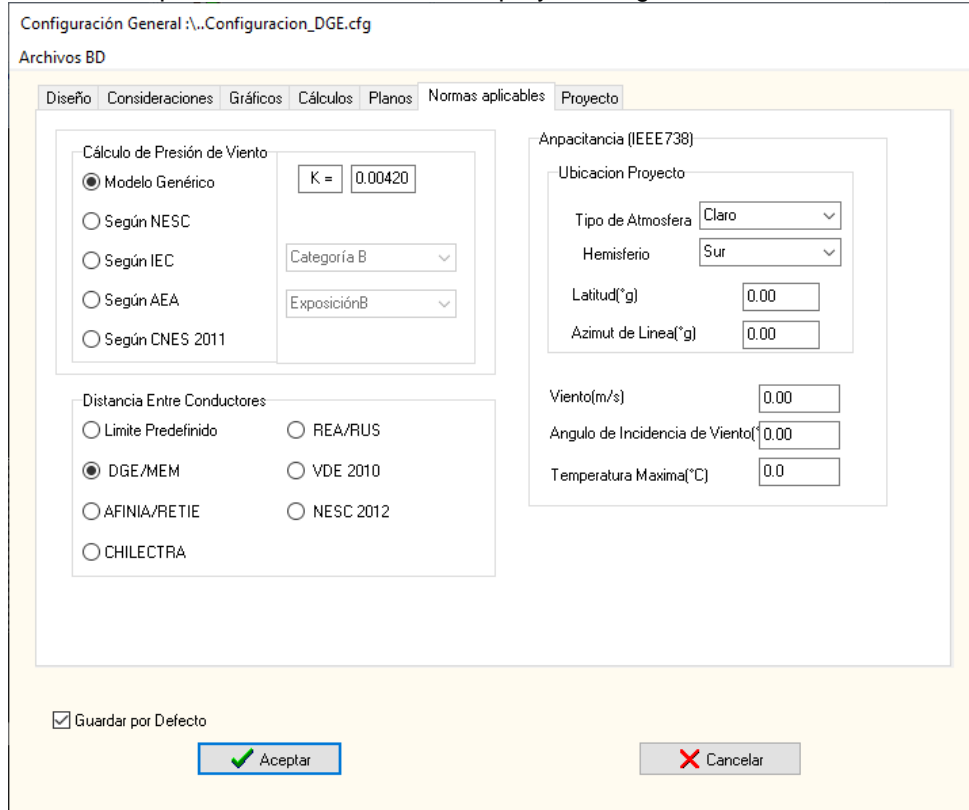 Configuración General :\..Configuracion_DGE.cfg
Archivos BD
Diseño Consideraciones Gráficos Cálculos Planos Normas aplicables Proyecto
Cálculo de Presión de Viento
Modelo Genérico K = 0.00420
Según NESC
Según IEC Categoría B
Según AEA ExposiciónB
Según CNES 2011
Distancia Entre Conductores
Limite Predefinido REA/RUS
DGE/MEM VDE 2010
AFINIA/RETIE NESC 2012
CHILECTRA
Anpacitancia (IEEE738)
Ubicacion Proyecto
Tipo de Atmosfera Claro
Hemisferio Sur
Latitud(°g) 0.00
Azimut de Linea(°g) 0.00
Viento(m/s) 0.00
Angulo de Incidencia de Viento(° 0.00
Temperatura Maxima(°C) 0.0
Guardar por Defecto
Aceptar Cancelar